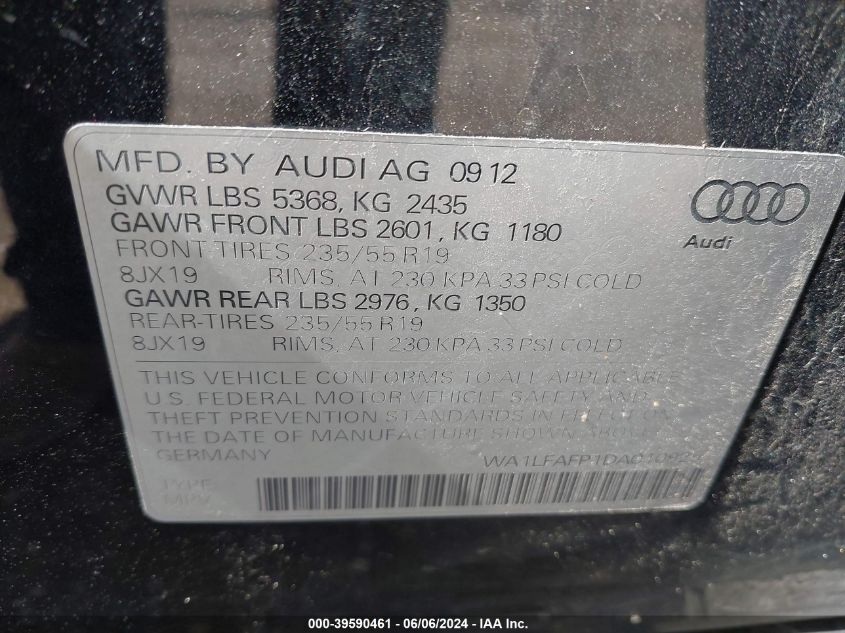 MFD. BY AUDI AG 09 12
GVWR LBS 5368, KG 2435
GAWR FRONT LBS 2601, KG 1180
FRONT-TIRES 235/55 R19
8JX19 RIMS, AT 230 KPA 33 PSI COLD
GAWR REAR LBS 2976, KG 1350
REAR-TIRES 235/55 R19
8JX19 RIMS, AT 230 KPA 33 PSI COLD
Audi
THIS VEHICLE CONFORMS TO ALL APPLICABLE
U.S. FEDERAL MOTOR VEHICLE SAFETY AND
THEFT PREVENTION STANDARDS IN EFFECT ON
THE DATE OF MANUFACTURE SHOWN ABOVE
GERMANY
TYPE
MPV
000-39590461 - 06/06/2024 - IAA Inc.